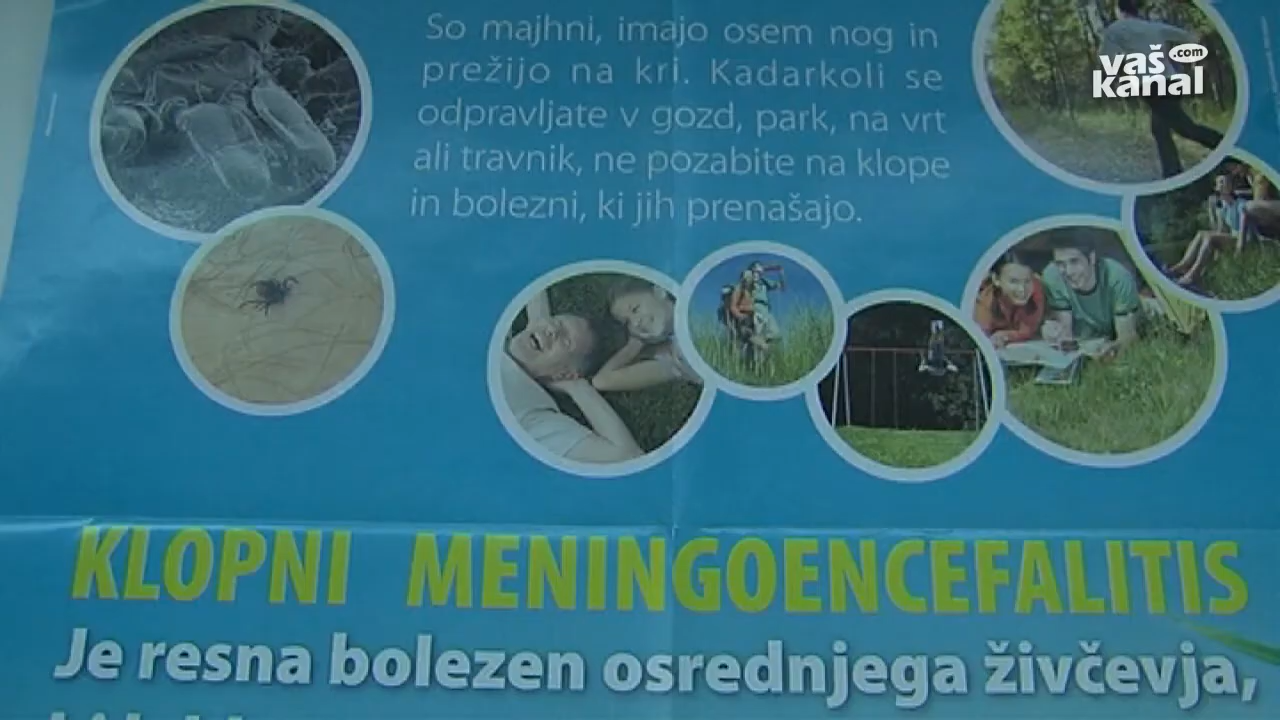 So majhni, imajo osem nog in
prežijo na kri. Kadarkoli se
odpravljate v gozd, park, na vrt
ali travnik, ne pozabite na klope
in bolezni, ki jih prenašajo.
vaš
.com
kanal
KLOPNI MENINGOENCEFALITIS
Je resna bolezen osrednjega živčevja,